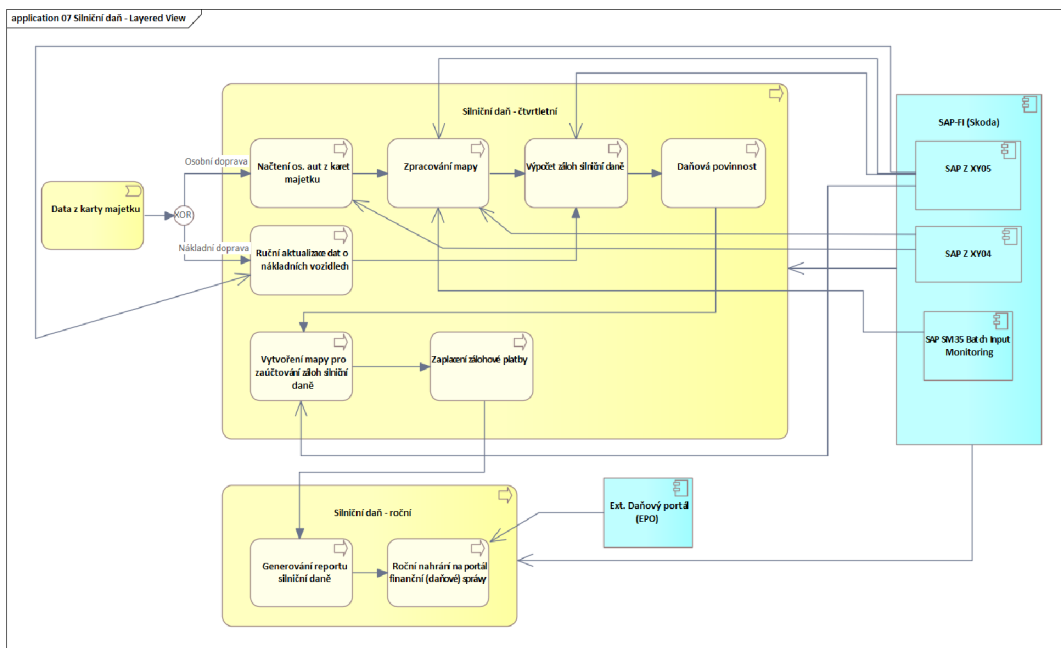 application 07 Silniční daň - Layered View
Silniční daň - čtvrtletní
SAP-FI (Skoda)
Osobní doprava
Načtení os. aut z karet
majetku
Zpracování mapy
Výpočet záloh silniční daně
Daňová povinnost
SAP Z XY05
Data z karty majetku
XOR
Nákladní doprava
Ruční aktualizace dat o
nákladních vozidlech
SAP Z XY04
SAP SM35 Batch Input
Monitoring
Vytvoření mapy pro
zaúčtování záloh silniční
daně
Zaplacení zálohové platby
Silniční daň - roční
Ext. Daňový portál
(EPO)
Generování reportu
silniční daně
Roční nahrání na portál
finanční (daňové) správy